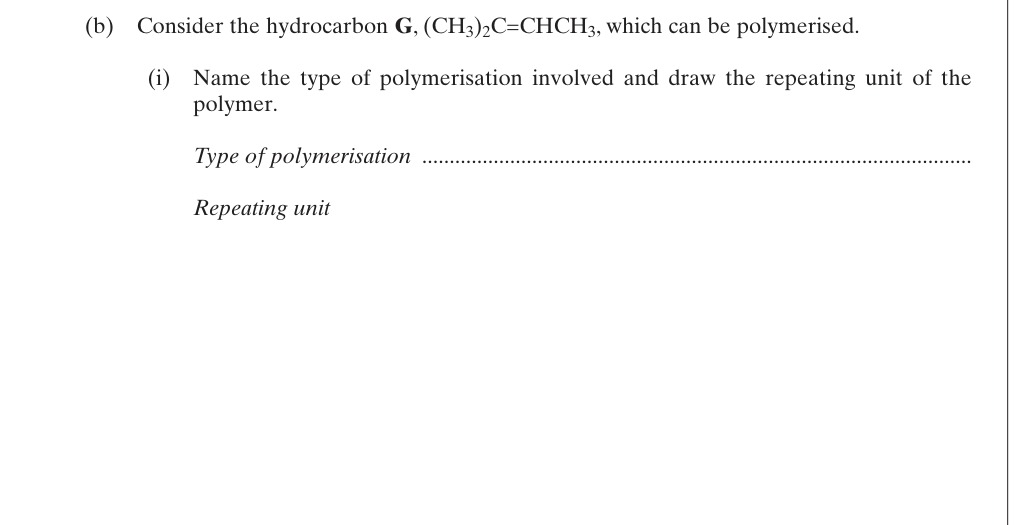 (b) Consider the hydrocarbon G, (CH₃)₂C=CHCH₃, which can be polymerised.
(i) Name the type of polymerisation involved and draw the repeating unit of the
polymer.
Type of polymerisation ....................................................................................................
Repeating unit